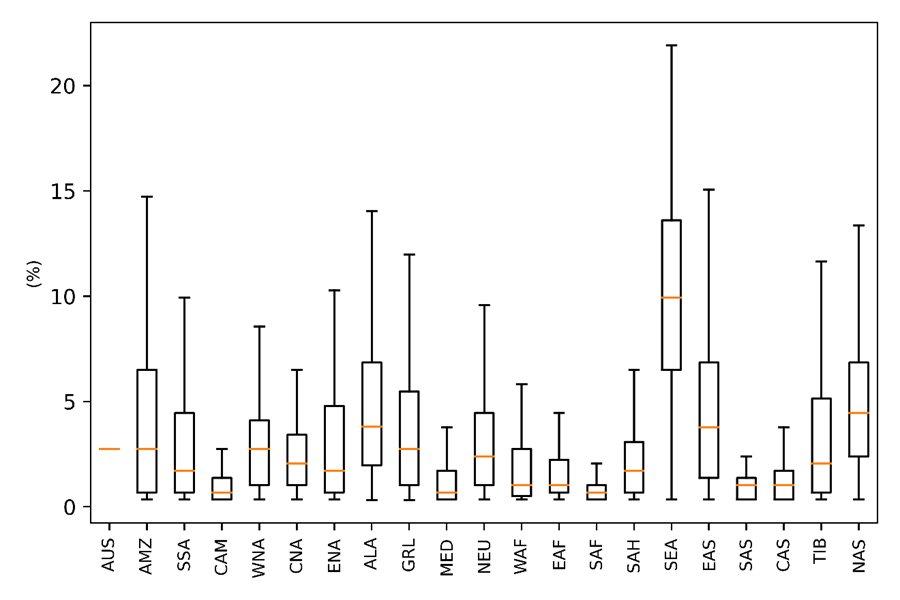 20
15
10
5
0
(%)
AUS
AMZ
SSA
CAM
WNA
CNA
ENA
ALA
GRL
MED
NEU
WAF
EAF
SAF
SAH
SEA
EAS
SAS
CAS
TIB
NAS